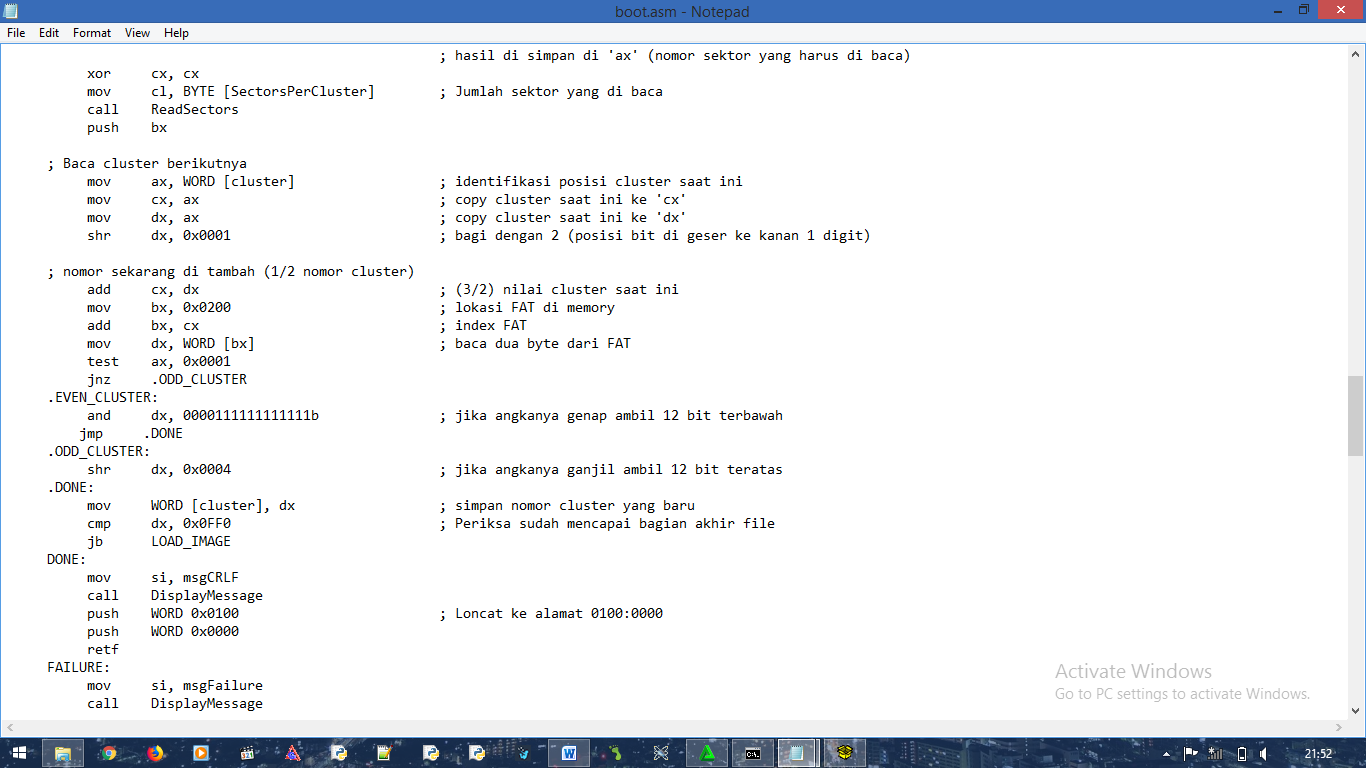 boot.asm - Notepad
File Edit Format View Help
; hasil di simpan di 'ax' (nomor sektor yang harus di baca)
xor cx, cx
mov cl, BYTE [SectorsPerCluster] ; Jumlah sektor yang di baca
call ReadSectors
push bx
; Baca cluster berikutnya
mov ax, WORD [cluster] ; identifikasi posisi cluster saat ini
mov cx, ax ; copy cluster saat ini ke 'cx'
mov dx, ax ; copy cluster saat ini ke 'dx'
shr dx, 0x0001 ; bagi dengan 2 (posisi bit di geser ke kanan 1 digit)
; nomor sekarang di tambah (1/2 nomor cluster)
add cx, dx ; (3/2) nilai cluster saat ini
mov bx, 0x0200 ; lokasi FAT di memory
add bx, cx ; index FAT
mov dx, WORD [bx] ; baca dua byte dari FAT
test ax, 0x0001
jnz .ODD_CLUSTER
.EVEN_CLUSTER:
and dx, 0000111111111111b ; jika angkanya genap ambil 12 bit terbawah
jmp .DONE
.ODD_CLUSTER:
shr dx, 0x0004 ; jika angkanya ganjil ambil 12 bit teratas
.DONE:
mov WORD [cluster], dx ; simpan nomor cluster yang baru
cmp dx, 0x0FF0 ; Periksa sudah mencapai bagian akhir file
jb LOAD_IMAGE
DONE:
mov si, msgCRLF
call DisplayMessage
push WORD 0x0100 ; Loncat ke alamat 0100:0000
push WORD 0x0000
retf
FAILURE:
mov si, msgFailure
call DisplayMessage
Activate Windows
Go to PC settings to activate Windows.
21:52